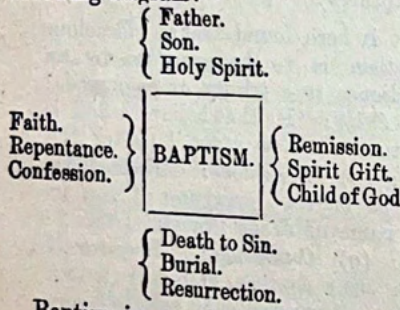 Father.
Son.
Holy Spirit.
Faith.
Repentance.
Confession.
BAPTISM.
Remission.
Spirit Gift.
Child of God
Death to Sin.
Burial.
Resurrection.